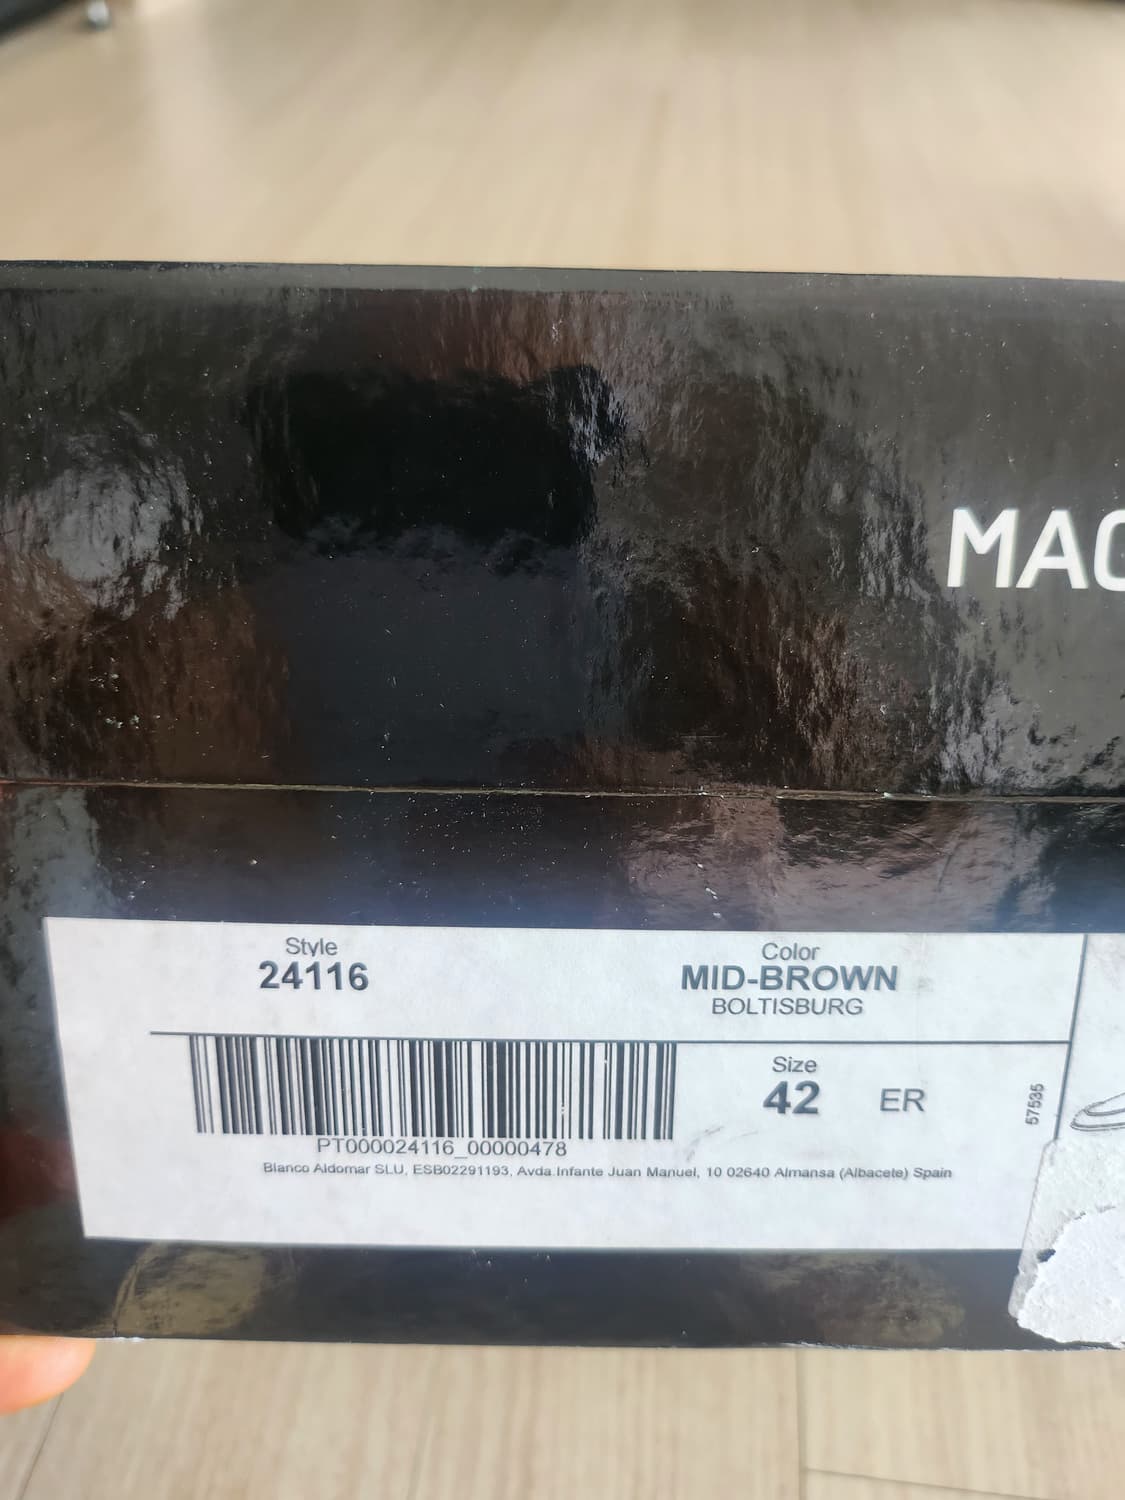 MAG
Style
24116
Color
MID-BROWN
BOLTISBURG
Size
42 ER
57535
PT000024116_00000478
Blanco Aldomar SLU, ESB02291193, Avda.Infante Juan Manuel, 10 02640 Almansa (Albacete) Spain